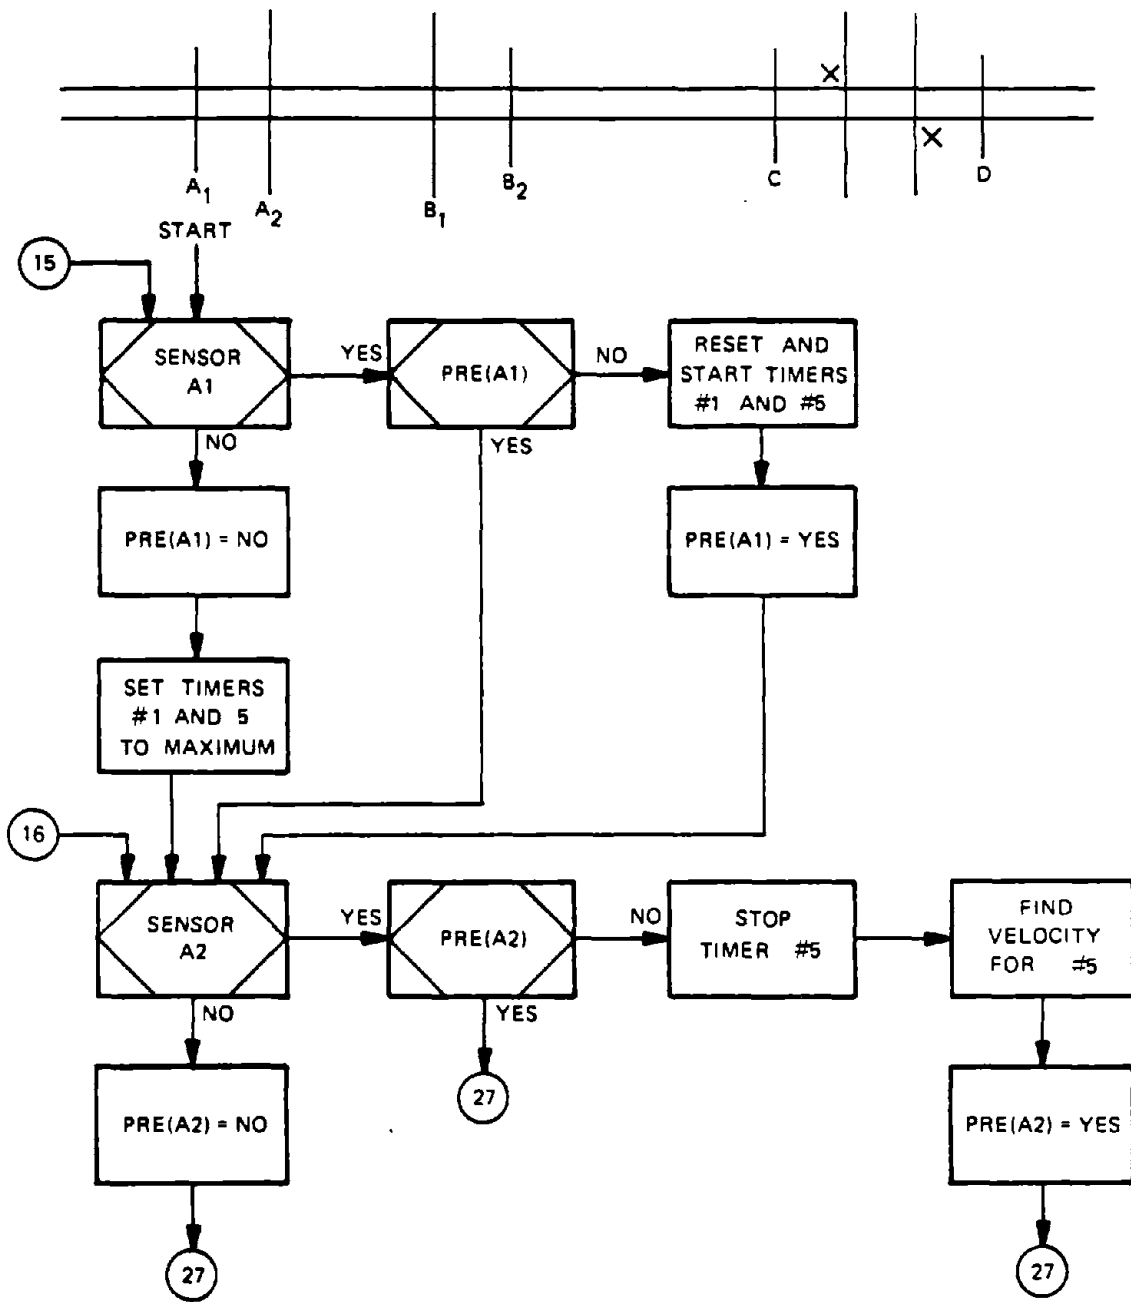 A1
A2
B1
B2
C
D
START
15
SENSOR
A1
YES
PRE(A1)
NO
RESET AND
START TIMERS
#1 AND #5
NO
YES
PRE(A1) = NO
PRE(A1) = YES
SET TIMERS
#1 AND 5
TO MAXIMUM
16
SENSOR
A2
YES
PRE(A2)
NO
STOP
TIMER #5
FIND
VELOCITY
FOR #5
NO
YES
PRE(A2) = NO
27
PRE(A2) = YES
27
27